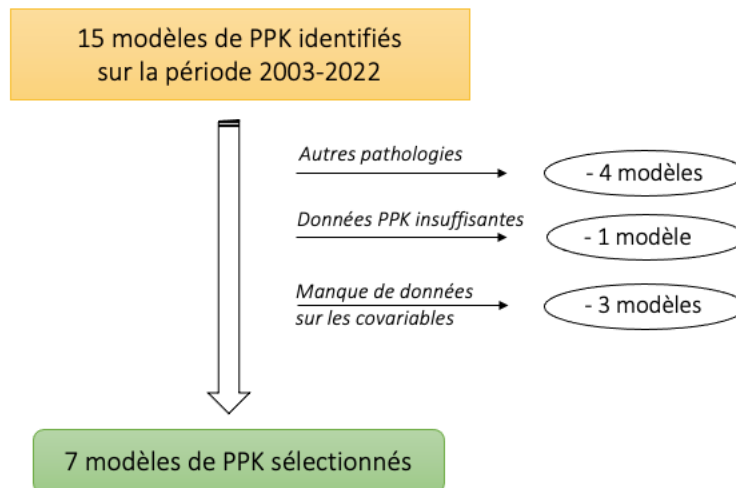 15 modèles de PPK identifiés
sur la période 2003-2022
Autres pathologies
- 4 modèles
Données PPK insuffisantes
- 1 modèle
Manque de données
sur les covariables
- 3 modèles
7 modèles de PPK sélectionnés